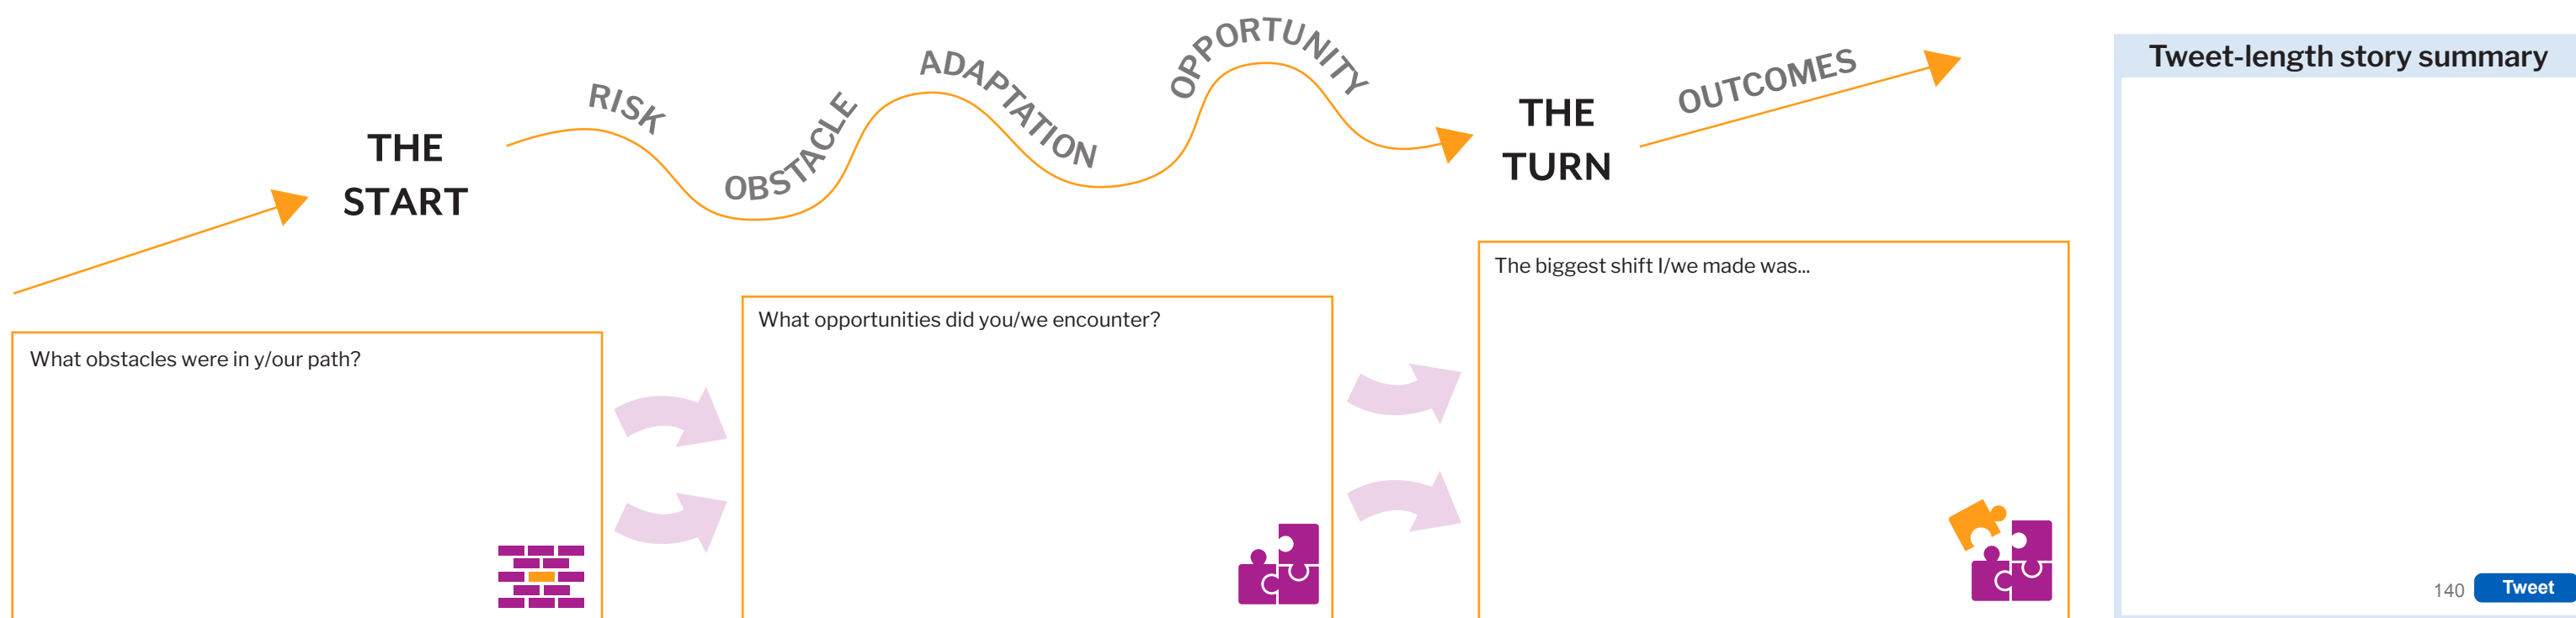 THE
START
RISK
OBSTACLE
ADAPTATION
OPPORTUNITY
THE
TURN
OUTCOMES
Tweet-length story summary
What obstacles were in y/our path?
What opportunities did you/we encounter?
The biggest shift I/we made was...
140
Tweet